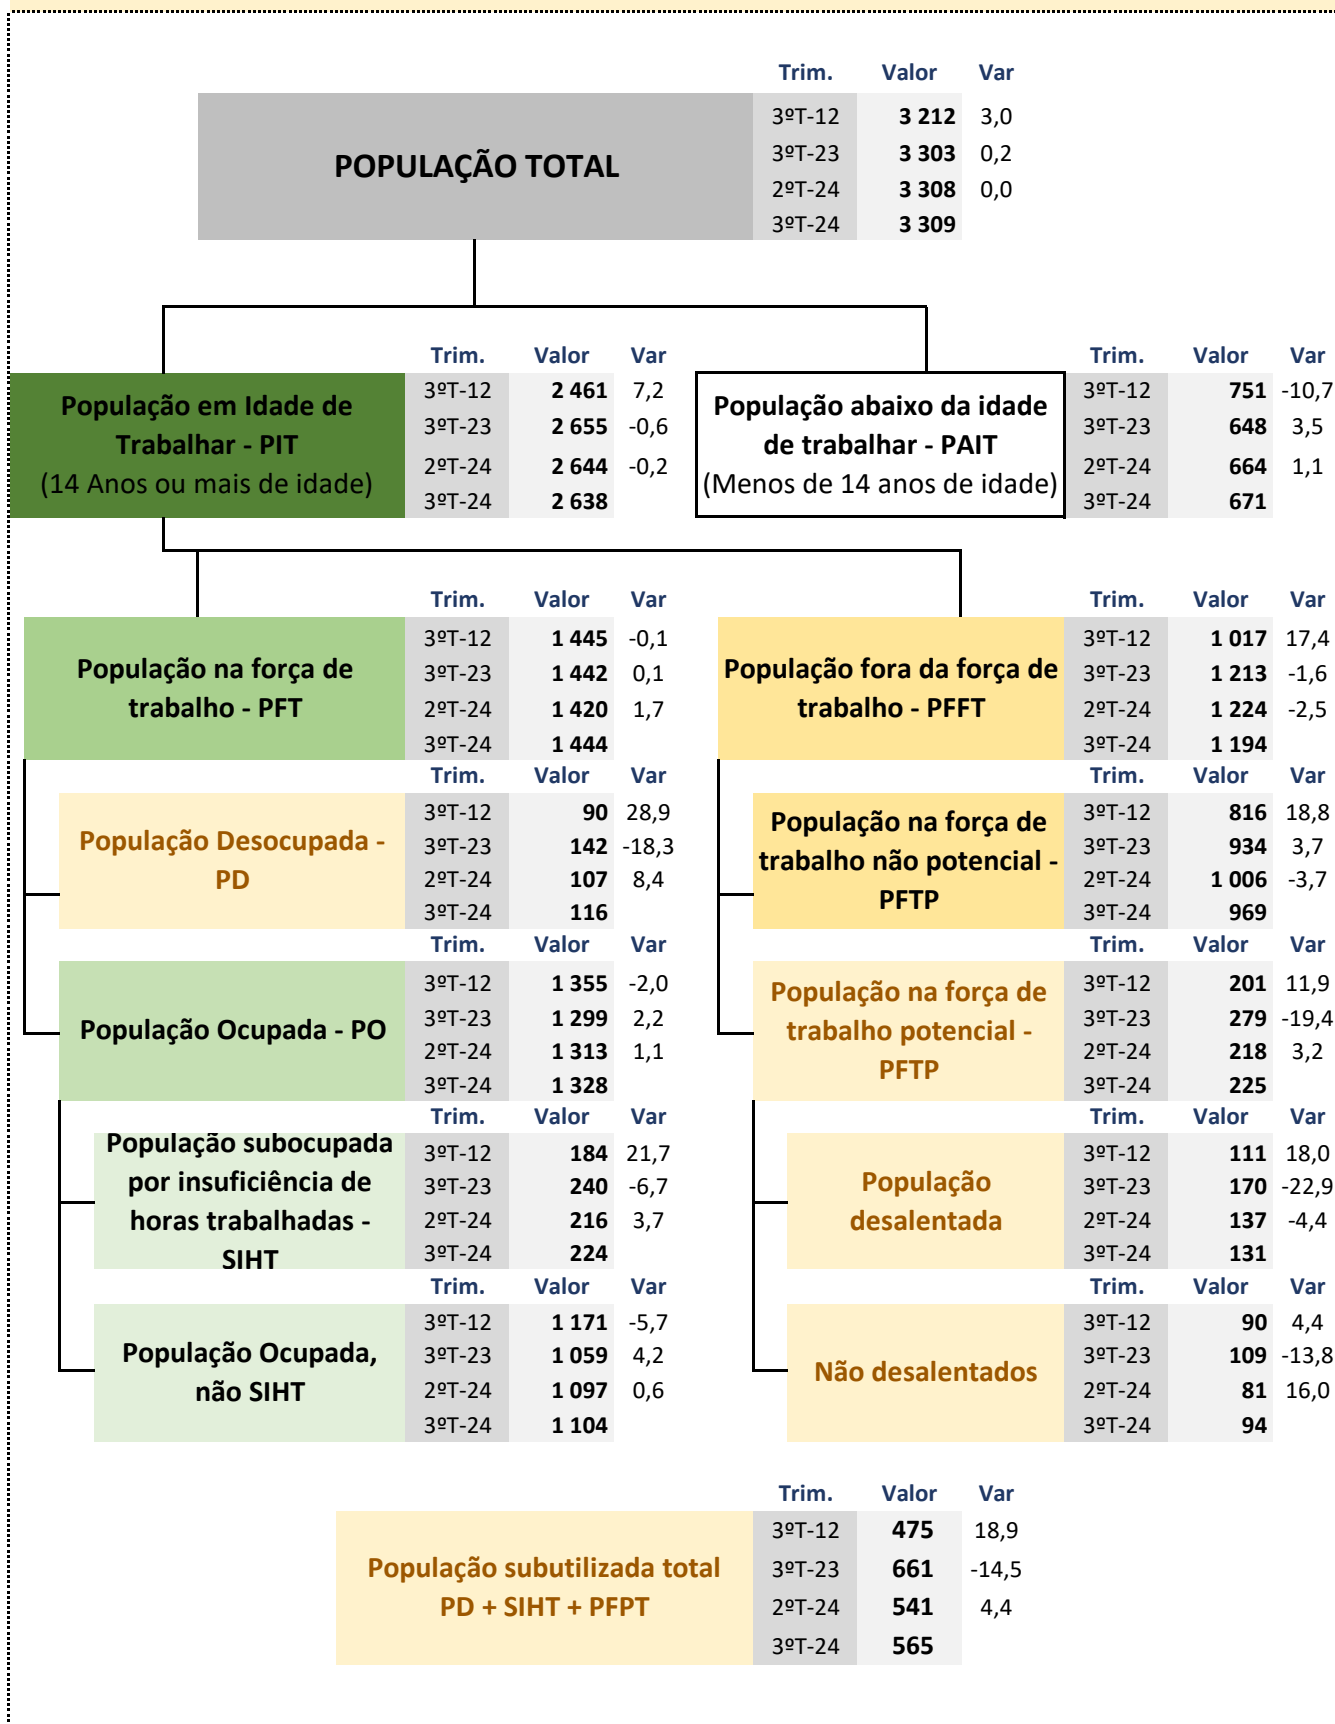 Trim. Valor Var
POPULAÇÃO TOTAL
3ºT-12 3 212 3,0
3ºT-23 3 303 0,2
2ºT-24 3 308 0,0
3ºT-24 3 309
Trim. Valor Var
População em Idade de
Trabalhar - PIT
(14 Anos ou mais de idade)
3ºT-12 2 461 7,2
3ºT-23 2 655 -0,6
2ºT-24 2 644 -0,2
3ºT-24 2 638
Trim. Valor Var
População abaixo da idade
de trabalhar - PAIT
(Menos de 14 anos de idade)
3ºT-12 751 -10,7
3ºT-23 648 3,5
2ºT-24 664 1,1
3ºT-24 671
Trim. Valor Var
População na força de
trabalho - PFT
3ºT-12 1 445 -0,1
3ºT-23 1 442 0,1
2ºT-24 1 420 1,7
3ºT-24 1 444
Trim. Valor Var
População fora da força de
trabalho - PFFT
3ºT-12 1 017 17,4
3ºT-23 1 213 -1,6
2ºT-24 1 224 -2,5
3ºT-24 1 194
Trim. Valor Var
População Desocupada -
PD
3ºT-12 90 28,9
3ºT-23 142 -18,3
2ºT-24 107 8,4
3ºT-24 116
Trim. Valor Var
População na força de
trabalho não potencial -
PFTP
3ºT-12 816 18,8
3ºT-23 934 3,7
2ºT-24 1 006 -3,7
3ºT-24 969
Trim. Valor Var
População Ocupada - PO
3ºT-12 1 355 -2,0
3ºT-23 1 299 2,2
2ºT-24 1 313 1,1
3ºT-24 1 328
Trim. Valor Var
População na força de
trabalho potencial -
PFTP
3ºT-12 201 11,9
3ºT-23 279 -19,4
2ºT-24 218 3,2
3ºT-24 225
Trim. Valor Var
População subocupada
por insuficiência de
horas trabalhadas -
SIHT
3ºT-12 184 21,7
3ºT-23 240 -6,7
2ºT-24 216 3,7
3ºT-24 224
Trim. Valor Var
População
desalentada
3ºT-12 111 18,0
3ºT-23 170 -22,9
2ºT-24 137 -4,4
3ºT-24 131
Trim. Valor Var
População Ocupada,
não SIHT
3ºT-12 1 171 -5,7
3ºT-23 1 059 4,2
2ºT-24 1 097 0,6
3ºT-24 1 104
Trim. Valor Var
Não desalentados
3ºT-12 90 4,4
3ºT-23 109 -13,8
2ºT-24 81 16,0
3ºT-24 94
Trim. Valor Var
População subutilizada total
PD + SIHT + PFPT
3ºT-12 475 18,9
3ºT-23 661 -14,5
2ºT-24 541 4,4
3ºT-24 565